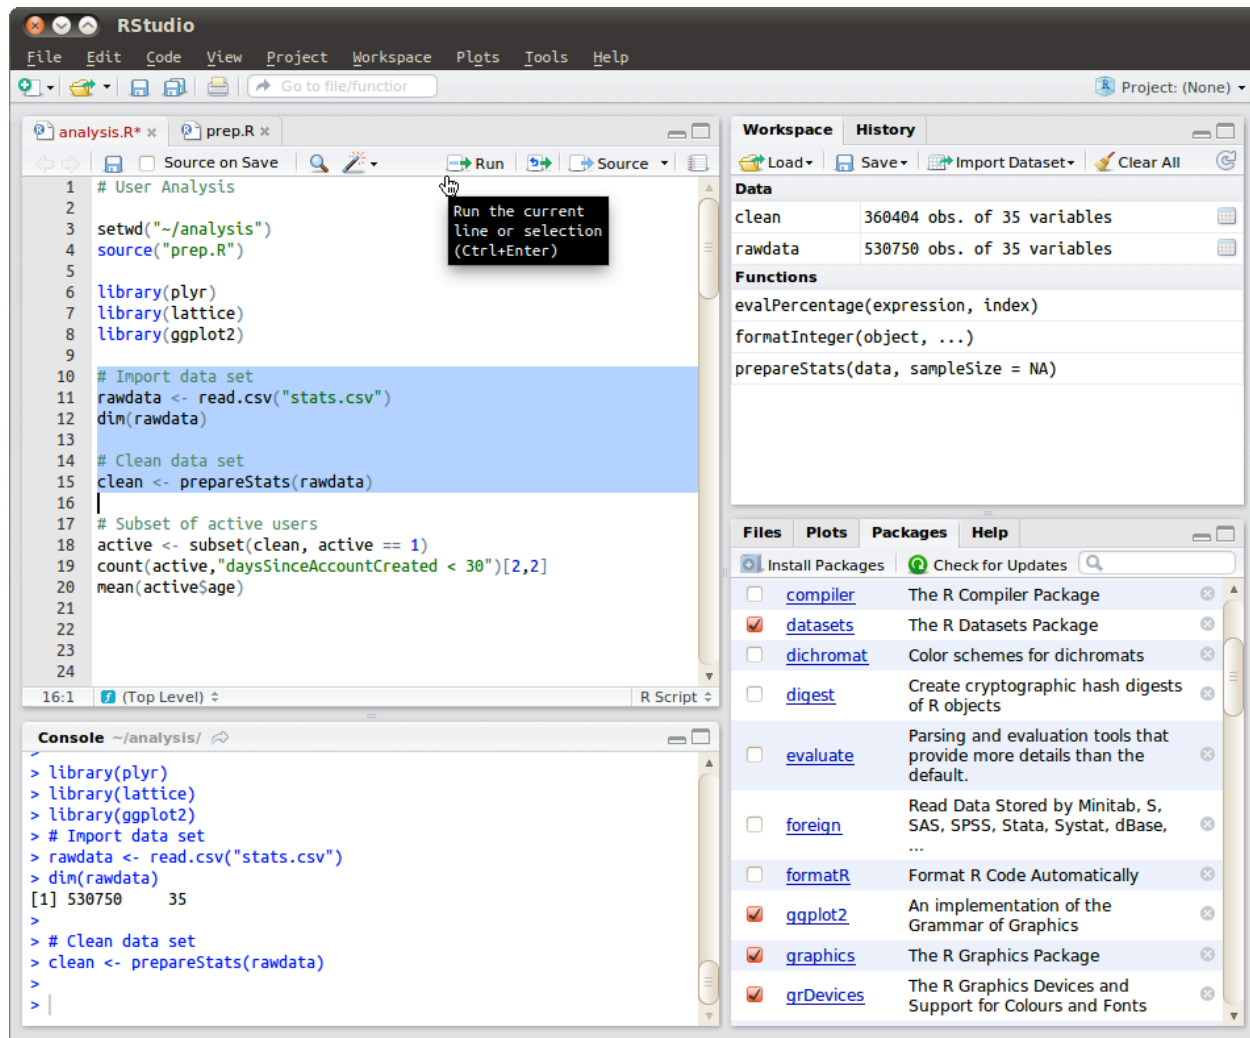 RStudio
File Edit Code View Project Workspace Plots Tools Help
Go to file/functior
Project: (None)
analysis.R* prep.R
Source on Save Run Source
1 # User Analysis
2
3 setwd("~/analysis")
4 source("prep.R")
5
6 library(plyr)
7 library(lattice)
8 library(ggplot2)
9
10 # Import data set
11 rawdata <- read.csv("stats.csv")
12 dim(rawdata)
13
14 # Clean data set
15 clean <- prepareStats(rawdata)
16
17 # Subset of active users
18 active <- subset(clean, active == 1)
19 count(active,"daysSinceAccountCreated < 30")[2,2]
20 mean(active$age)
21
22
23
24
Run the current
line or selection
(Ctrl+Enter)
16:1 (Top Level) R Script
Console ~/analysis/
>
> library(plyr)
> library(lattice)
> library(ggplot2)
> # Import data set
> rawdata <- read.csv("stats.csv")
> dim(rawdata)
[1] 530750 35
>
> # Clean data set
> clean <- prepareStats(rawdata)
>
>
Workspace History
Load Save Import Dataset Clear All
Data
clean 360404 obs. of 35 variables
rawdata 530750 obs. of 35 variables
Functions
evalPercentage(expression, index)
formatInteger(object, ...)
prepareStats(data, sampleSize = NA)
Files Plots Packages Help
Install Packages Check for Updates
compiler The R Compiler Package
datasets The R Datasets Package
dichromat Color schemes for dichromats
digest Create cryptographic hash digests
of R objects
evaluate Parsing and evaluation tools that
provide more details than the
default.
foreign Read Data Stored by Minitab, S,
SAS, SPSS, Stata, Systat, dBase,
...
formatR Format R Code Automatically
ggplot2 An implementation of the
Grammar of Graphics
graphics The R Graphics Package
grDevices The R Graphics Devices and
Support for Colours and Fonts